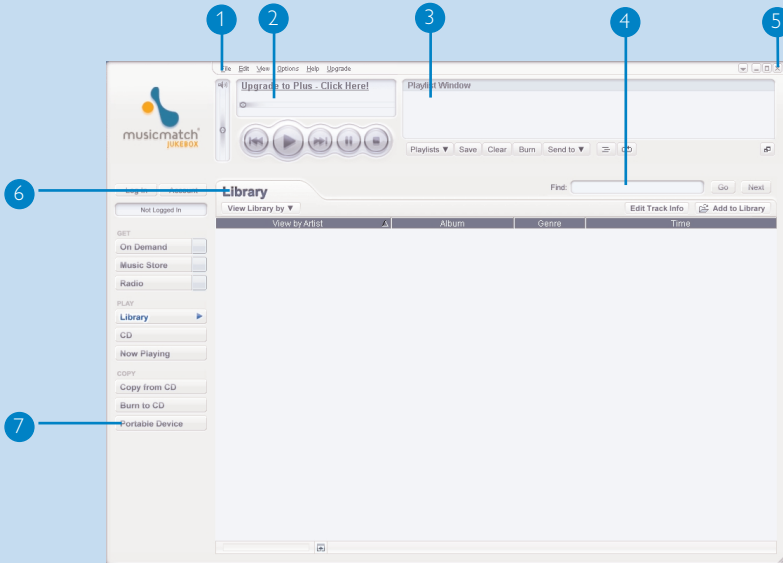 1 2 3 4 5
File Edit View Options Help Upgrade
Upgrade to Plus - Click Here!
Playlist Window
musicmatch
JUKEBOX
Playlists ▼ Save Clear Burn Send to ▼
6
Log In Account
Library
Find: Go Next
Not Logged In
View Library by ▼ Edit Track Info Add to Library
View by Artist Album Genre Time
GET
On Demand
Music Store
Radio
PLAY
Library
CD
Now Playing
COPY
Copy from CD
Burn to CD
7
Portable Device